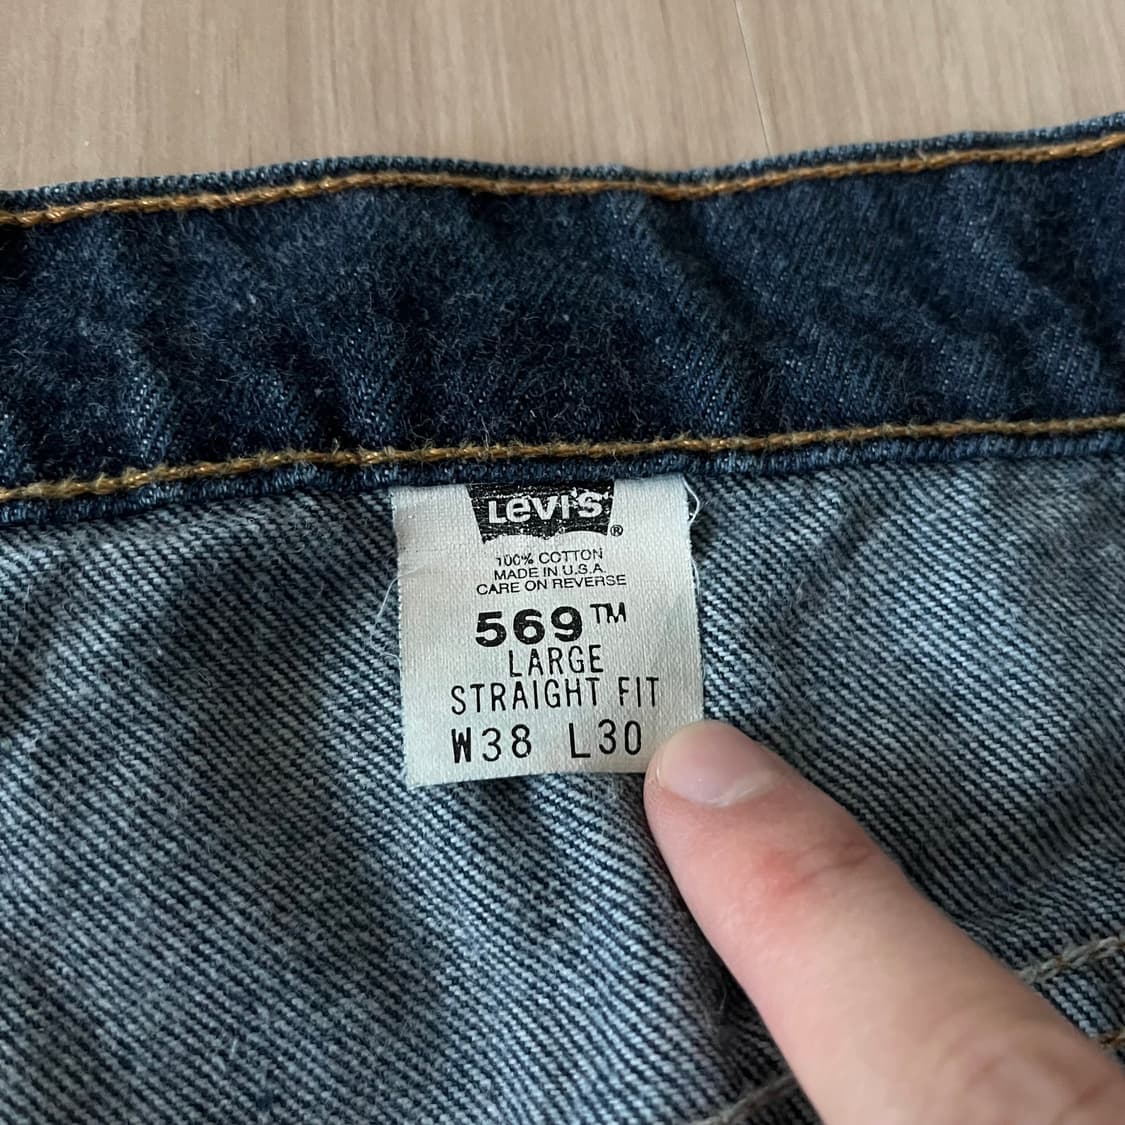 LEVI'S®
100% COTTON
MADE IN U.S.A.
CARE ON REVERSE
569™
LARGE
STRAIGHT FIT
W38 L30